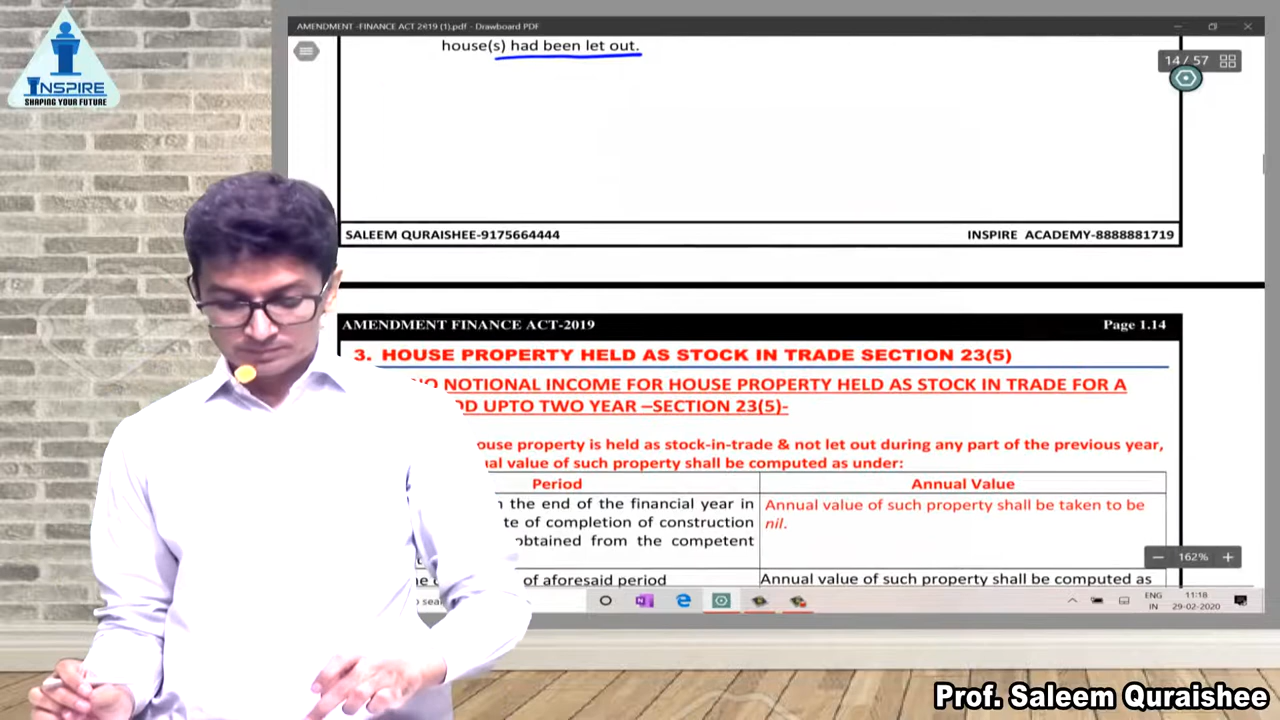 AMENDMENT -FINANCE ACT 2019 (1).pdf - Drawboard PDF
house(s) had been let out.
14 / 57
INSPIRE
SHAPING YOUR FUTURE
SALEEM QURAISHEE-9175664444
INSPIRE ACADEMY-8888881719
AMENDMENT FINANCE ACT-2019
Page 1.14
3. HOUSE PROPERTY HELD AS STOCK IN TRADE SECTION 23(5)
NOTIONAL INCOME FOR HOUSE PROPERTY HELD AS STOCK IN TRADE FOR A
UPTO TWO YEAR –SECTION 23(5)-
property is held as stock-in-trade & not let out during any part of the previous year,
value of such property shall be computed as under:
Period
Annual Value
the end of the financial year in
of completion of construction
obtained from the competent
Annual value of such property shall be taken to be
nil.
of aforesaid period
Annual value of such property shall be computed as
162%
ENG
IN
11:18
29-02-2020
Prof. Saleem Quraishee